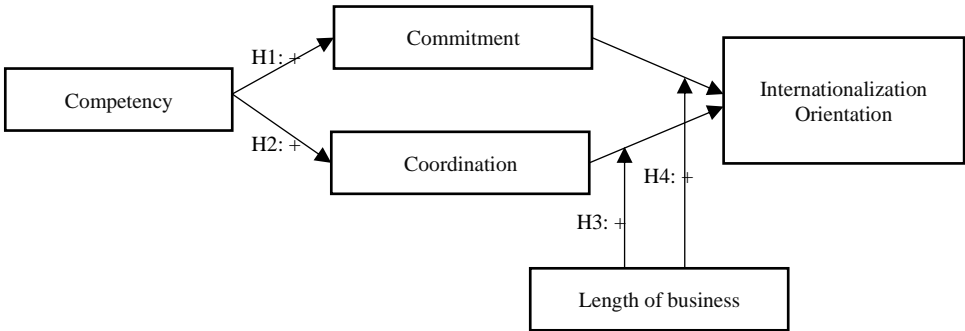 Commitment
H1: +
Competency
Internationalization
Orientation
H2: +
Coordination
H4: +
H3: +
Length of business